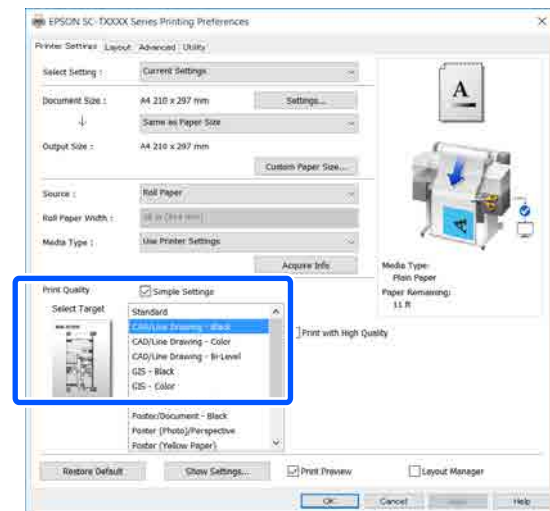 EPSON SC-TXXXX Series Printing Preferences
Printer Settings Layout Advanced Utility
Select Setting : Current Settings
Document Size : A4 210 x 297 mm Settings...
Same as Paper Size
Output Size : A4 210 x 297 mm
Custom Paper Size...
Source : Roll Paper
Roll Paper Width :
Media Type : Use Printer Settings
Acquire Info
Media Type:
Plain Paper
Paper Remaining:
11 ft
Print Quality Simple Settings
Select Target
Standard
CAD/Line Drawing - Black
CAD/Line Drawing - Color
CAD/Line Drawing - Bi-Level
GIS - Black
GIS - Color
Poster/Document - Black
Poster (Photo)/Perspective
Poster (Yellow Paper)
Print with High Quality
Restore Default Show Settings... Print Preview Layout Manager
OK Cancel Help
A
A